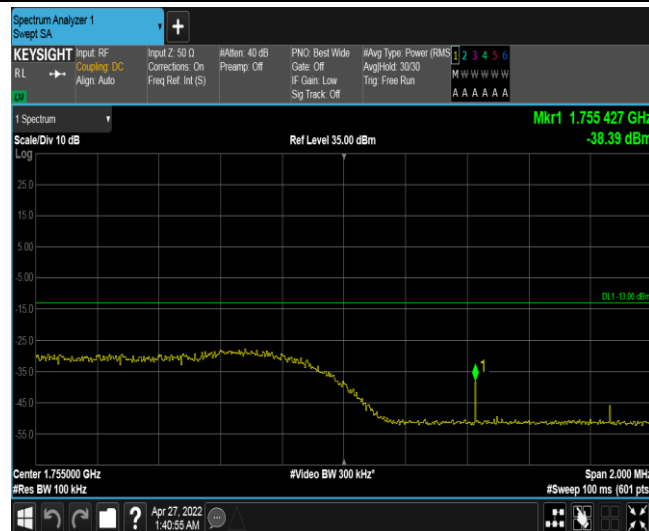 Spectrum Analyzer 1
Swept SA
KEYSIGHT
RL
Input: RF
Coupling: DC
Align: Auto
Input Z: 50 Ω
Corrections: On
Freq Ref: Int (S)
#Atten: 40 dB
Preamp: Off
PNO: Best Wide
Gate: Off
IF Gain: Low
Sig Track: Off
#Avg Type: Power (RMS
Avg|Hold: 30/30
Trig: Free Run
1 2 3 4 5 6
M W W W W W
A A A A A A
1 Spectrum
Scale/Div 10 dB
Ref Level 35.00 dBm
Mkr1 1.755 427 GHz
-38.39 dBm
Log
25.0
15.0
5.00
-5.00
DL1 -13.00 dBm
-15.0
-25.0
-35.0
1
-45.0
-55.0
Center 1.755000 GHz
#Video BW 300 kHz*
Span 2.000 MHz
#Res BW 100 kHz
#Sweep 100 ms (601 pts
Apr 27, 2022
1:40:55 AM